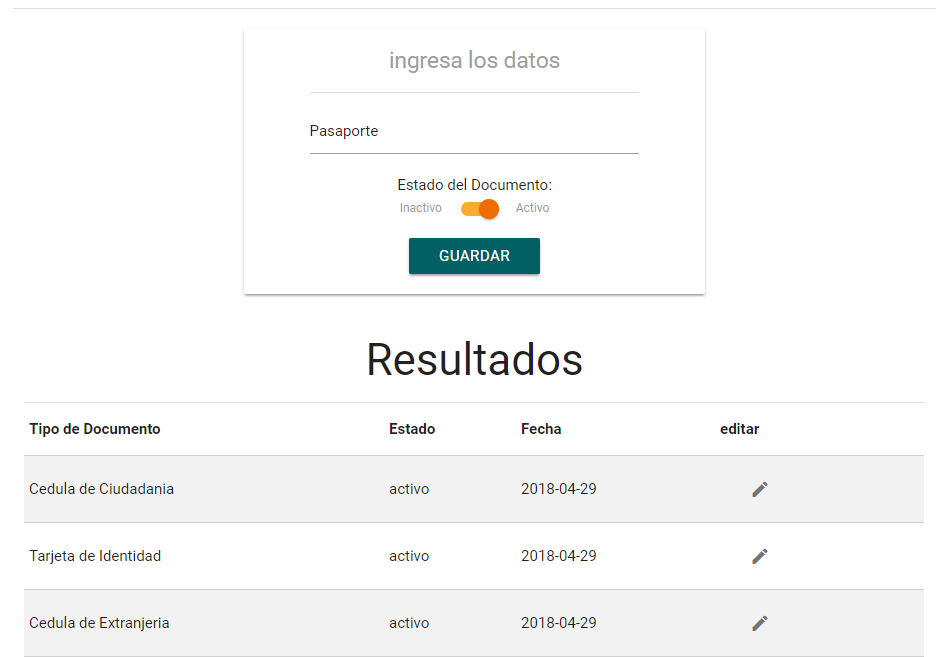 ingresa los datos
Pasaporte
Estado del Documento:
Inactivo Activo
GUARDAR
Resultados
Tipo de Documento Estado Fecha editar
Cedula de Ciudadania activo 2018-04-29
Tarjeta de Identidad activo 2018-04-29
Cedula de Extranjeria activo 2018-04-29